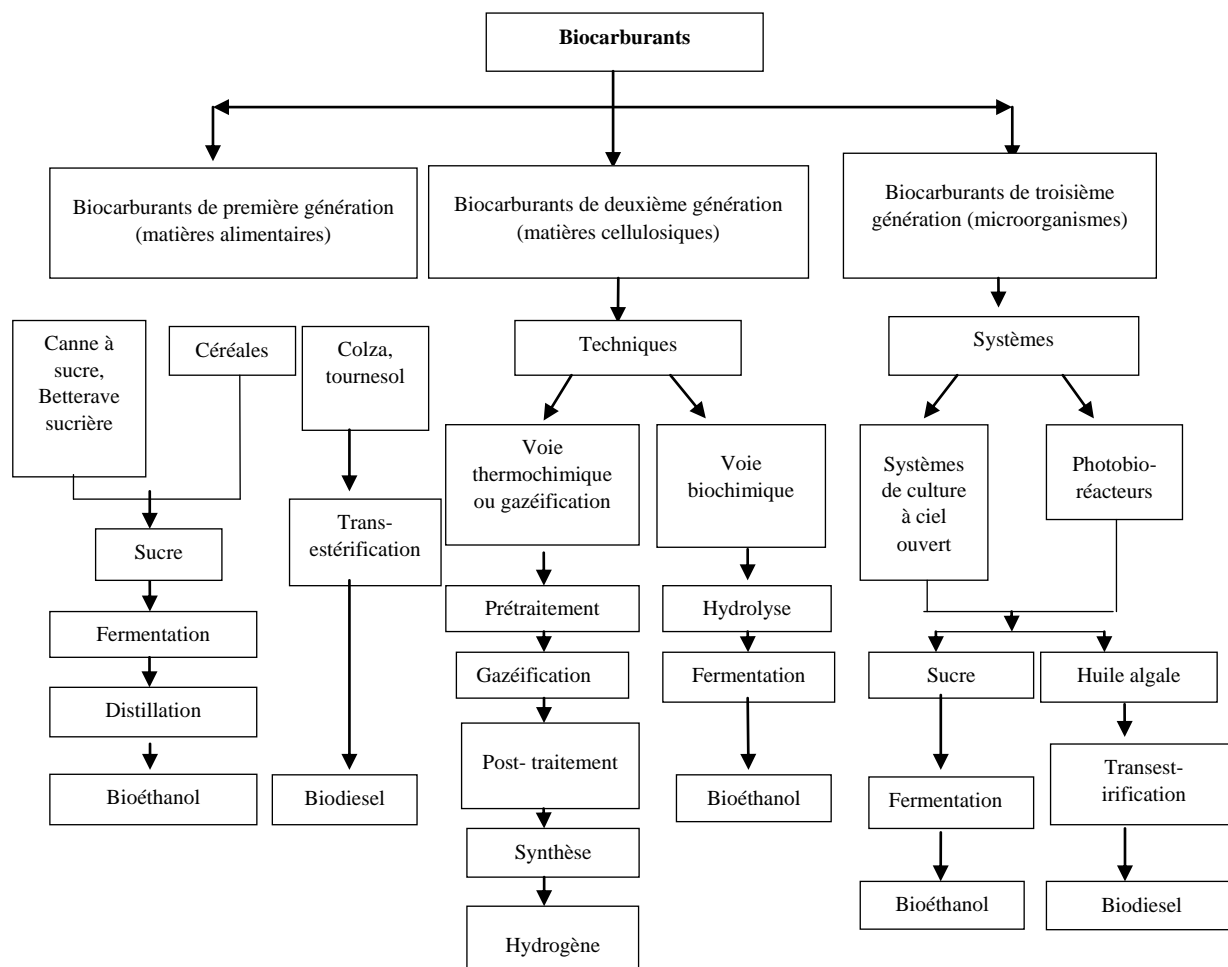 Biocarburants
Biocarburants de première génération
(matières alimentaires)
Biocarburants de deuxième génération
(matières cellulosiques)
Biocarburants de troisième
génération (microorganismes)
Canne à
sucre,
Betterave
sucrière
Céréales
Colza,
tournesol
Techniques
Systèmes
Voie
thermochimique
ou gazéification
Voie
biochimique
Systèmes
de culture
à ciel
ouvert
Photobio-
réacteurs
Sucre
Trans-
estérification
Fermentation
Prétraitement
Hydrolyse
Distillation
Gazéification
Fermentation
Sucre
Huile algale
Bioéthanol
Biodiesel
Post- traitement
Bioéthanol
Fermentation
Transest-
irification
Synthèse
Bioéthanol
Biodiesel
Hydrogène